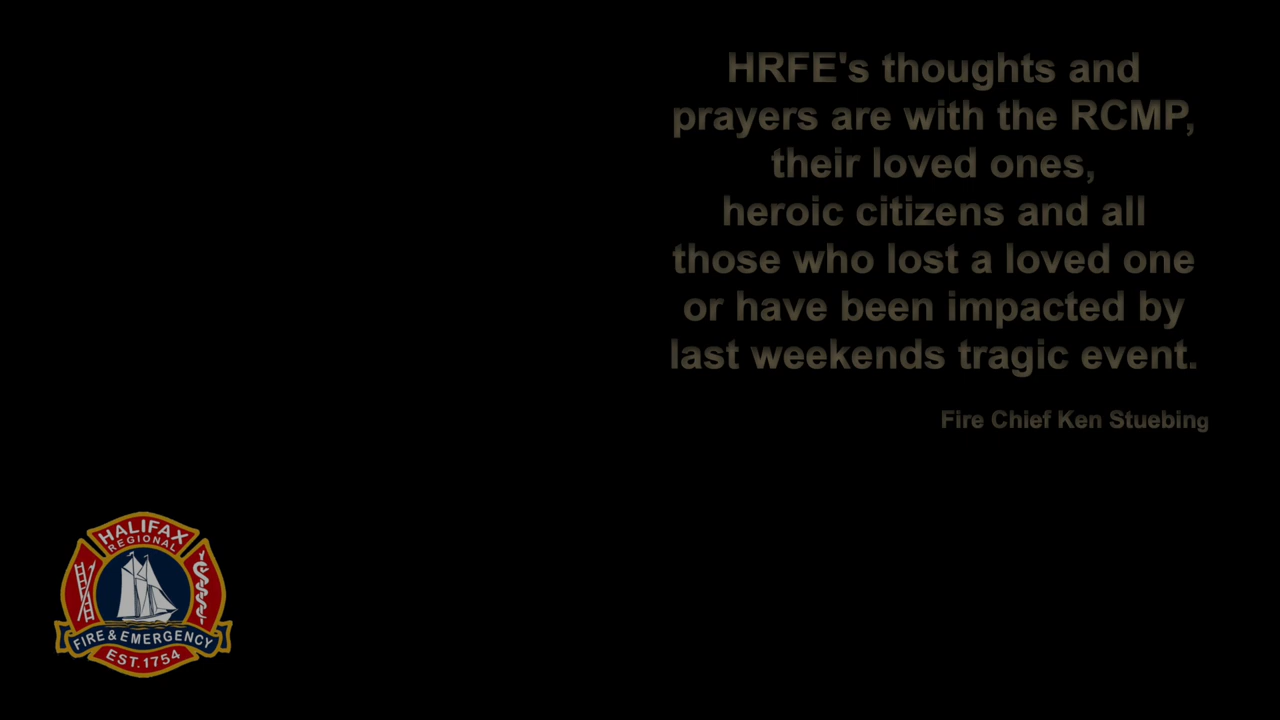 HRFE's thoughts and
prayers are with the RCMP,
their loved ones,
heroic citizens and all
those who lost a loved one
or have been impacted by
last weekends tragic event.
Fire Chief Ken Stuebing
HALIFAX
REGIONAL
FIRE & EMERGENCY
EST. 1754